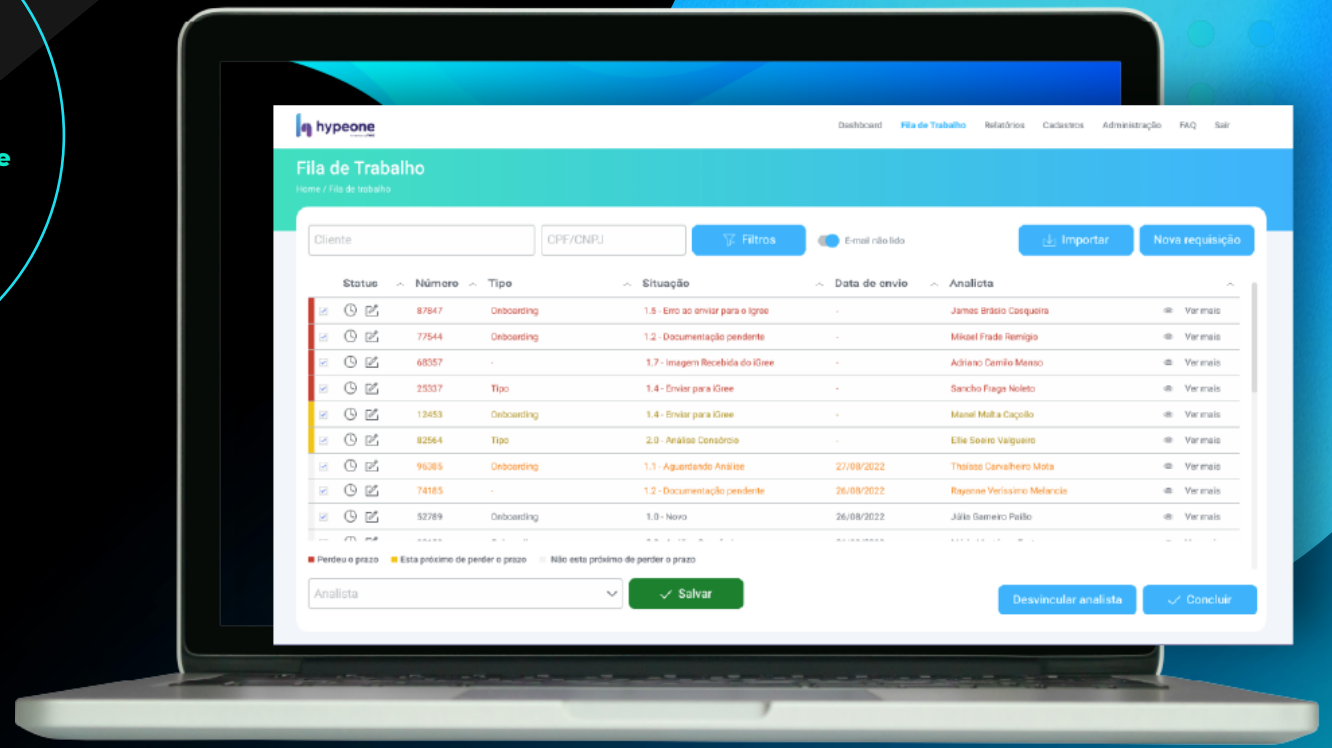 e
hypeone
Dashboard Fila de Trabalho Relatórios Cadastros Administração FAQ Sair
Fila de Trabalho
Home / Fila de trabalho
Cliente CPF/CNPJ Filtros E-mail não lido Importar Nova requisição
Status Número Tipo Situação Data de envio Analista
87847 Onboarding 1.5 - Erro ao enviar para o Igree - James Brásio Casqueira Ver mais
77544 Onboarding 1.2 - Documentação pendente - Mikael Frade Remígio Ver mais
68357 - 1.7 - Imagem Recebida do iGree - Adriano Camilo Manso Ver mais
25337 Tipo 1.4 - Enviar para iGree - Sancho Fraga Noleto Ver mais
12453 Onboarding 1.4 - Enviar para iGree - Manel Malta Caçoilo Ver mais
82564 Tipo 2.0 - Análise Consórcio - Ellie Soeiro Valgueiro Ver mais
96385 Onboarding 1.1 - Aguardando Análise 27/08/2022 Carvalheiro Mota Ver mais
74185 - 1.2 - Documentação pendente 26/08/2022 Rayanne Veríssimo Melancia Ver mais
52789 Onboarding 1.0 - Novo 26/08/2022 Júlia Gameiro Ver mais
Perdeu o prazo Esta próximo de perder o prazo Não esta próximo de perder o prazo
Analista Salvar Desvincular analista Concluir